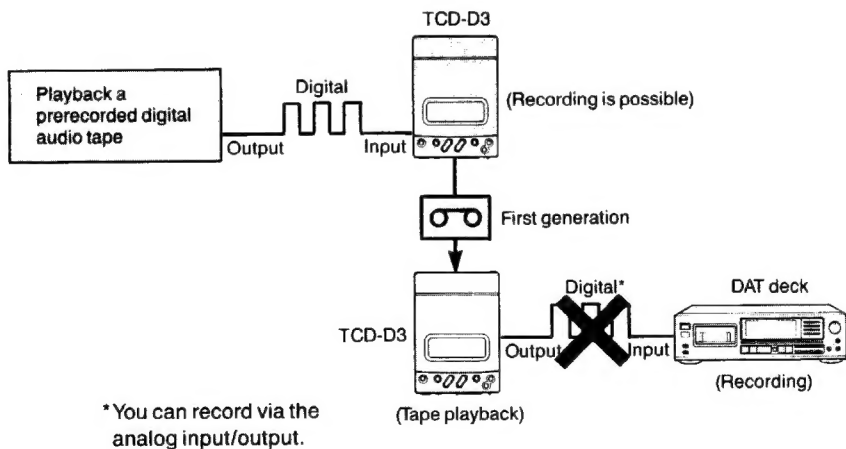 TCD-D3
Playback a
prerecorded digital
audio tape
Digital
(Recording is possible)
Output
Input
First generation
TCD-D3
Digital*
DAT deck
Output
Input
(Tape playback)
(Recording)
*You can record via the
analog input/output.